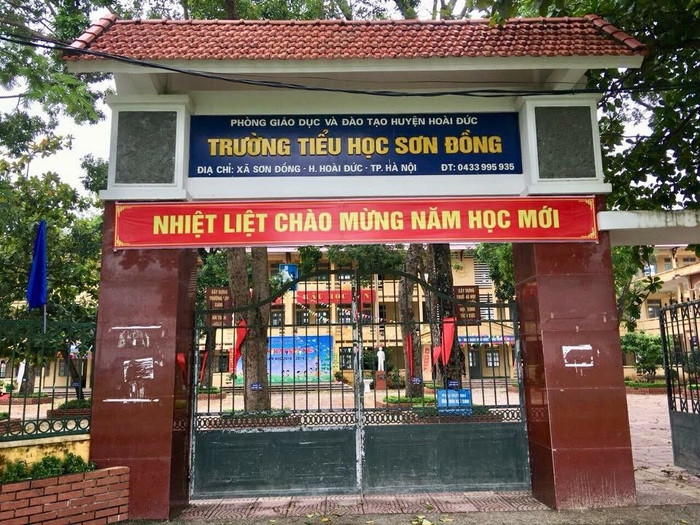 PHÒNG GIÁO DỤC VÀ ĐÀO TẠO HUYỆN HOÀI ĐỨC
TRƯỜNG TIỂU HỌC SƠN ĐỒNG
ĐỊA CHỈ: XÃ SƠN ĐỒNG - H. HOÀI ĐỨC - TP. HÀ NỘI ĐT: 0433 995 935
NHIỆT LIỆT CHÀO MỪNG NĂM HỌC MỚI